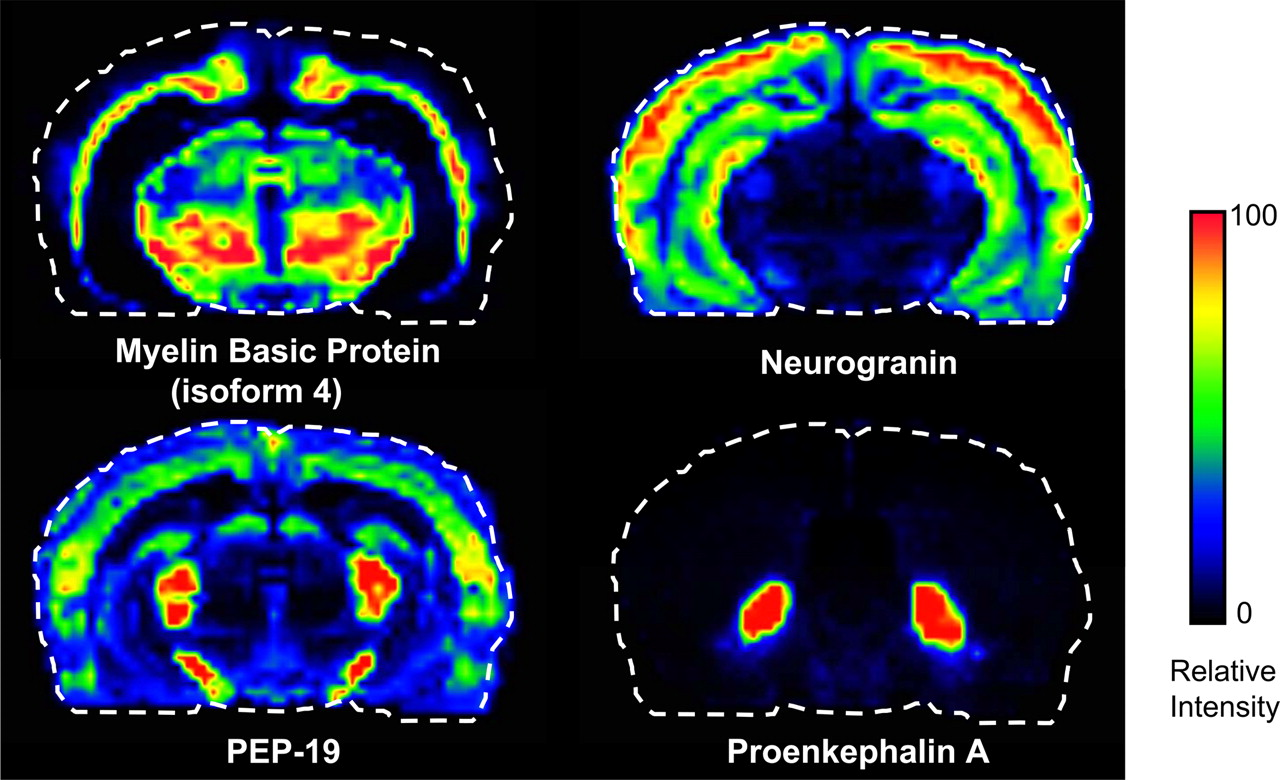 Myelin Basic Protein
(isoform 4)
Neurogranin
PEP-19
Proenkephalin A
100
0
Relative
Intensity